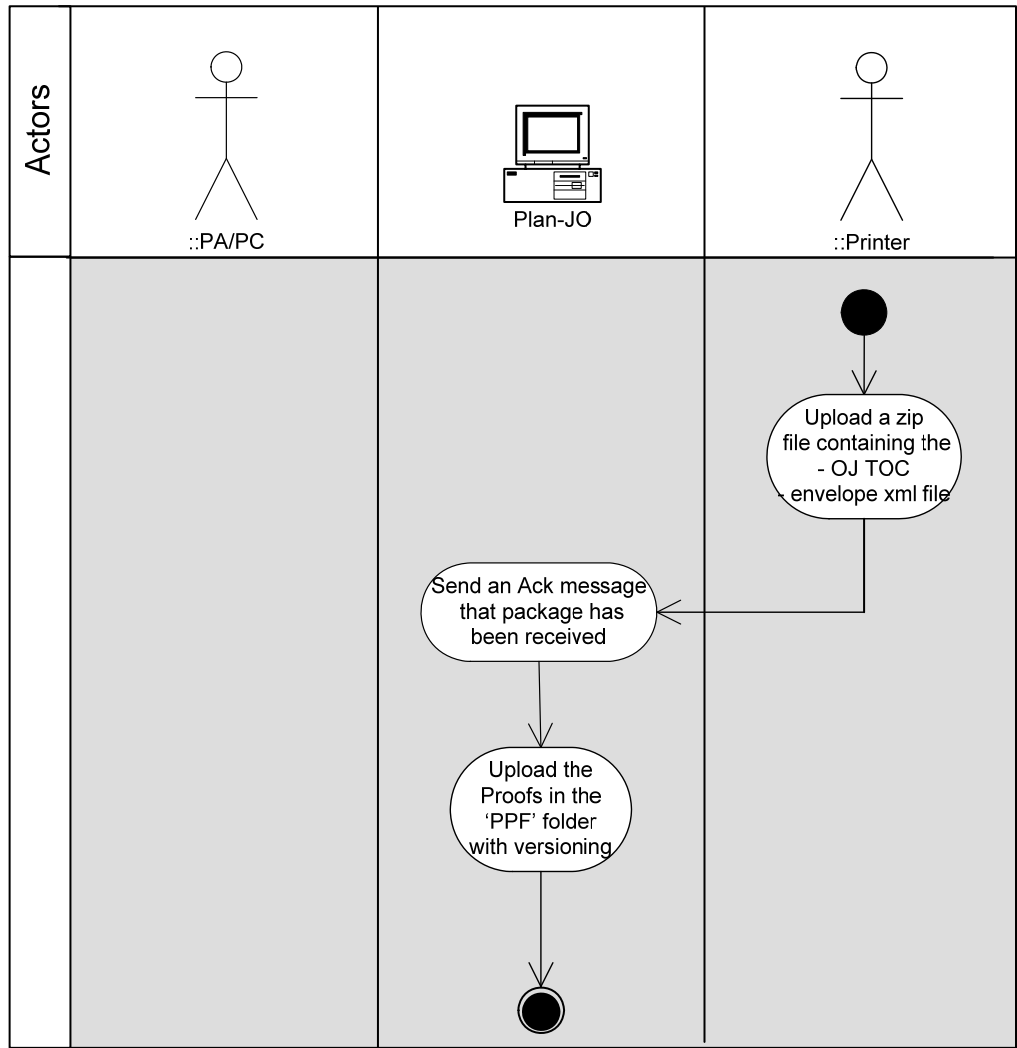 Actors
::PA/PC
Plan-JO
::Printer
Upload a zip
file containing the
- OJ TOC
- envelope xml file
Send an Ack message
that package has
been received
Upload the
Proofs in the
‘PPF’ folder
with versioning